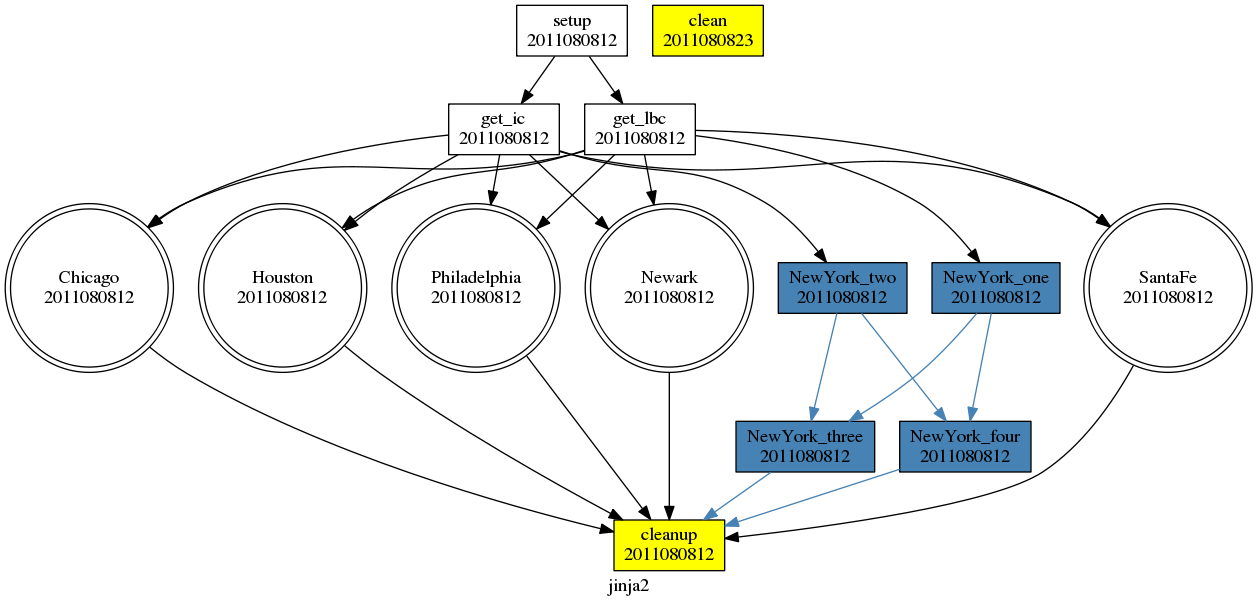 setup
2011080812
clean
2011080823
get_ic
2011080812
get_lbc
2011080812
Chicago
2011080812
Houston
2011080812
Philadelphia
2011080812
Newark
2011080812
NewYork_two
2011080812
NewYork_one
2011080812
SantaFe
2011080812
NewYork_three
2011080812
NewYork_four
2011080812
cleanup
2011080812
jinja2